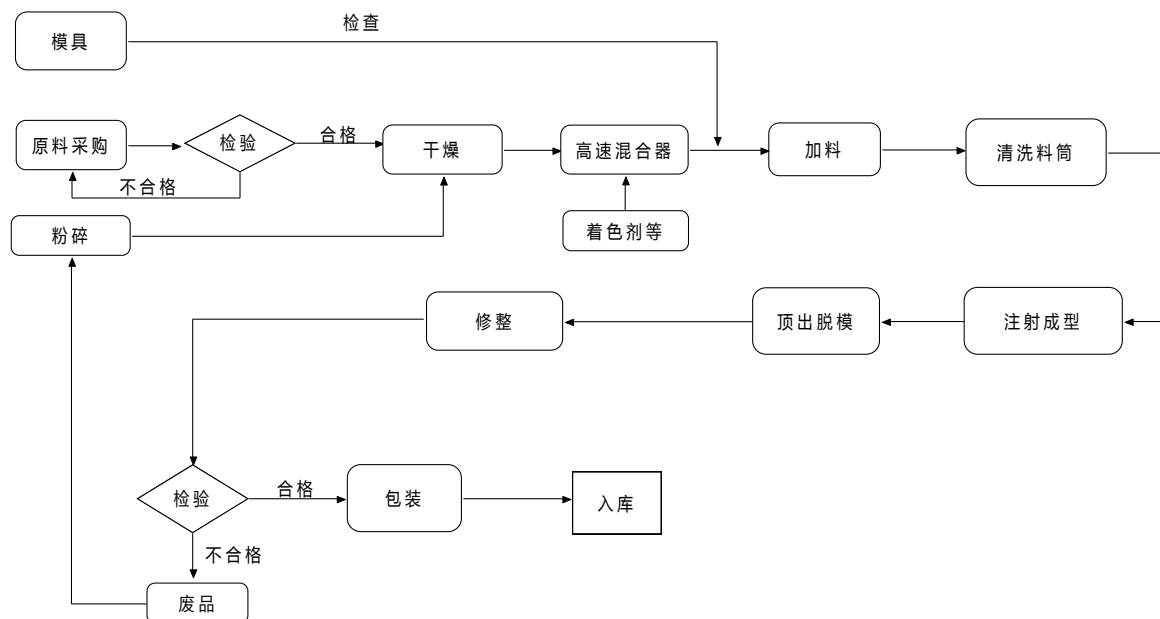 检查
模具
原料采购
检验
合格
干燥
高速混合器
加料
清洗料筒
不合格
粉碎
着色剂等
修整
顶出脱模
注射成型
检验
合格
包装
入库
不合格
废品